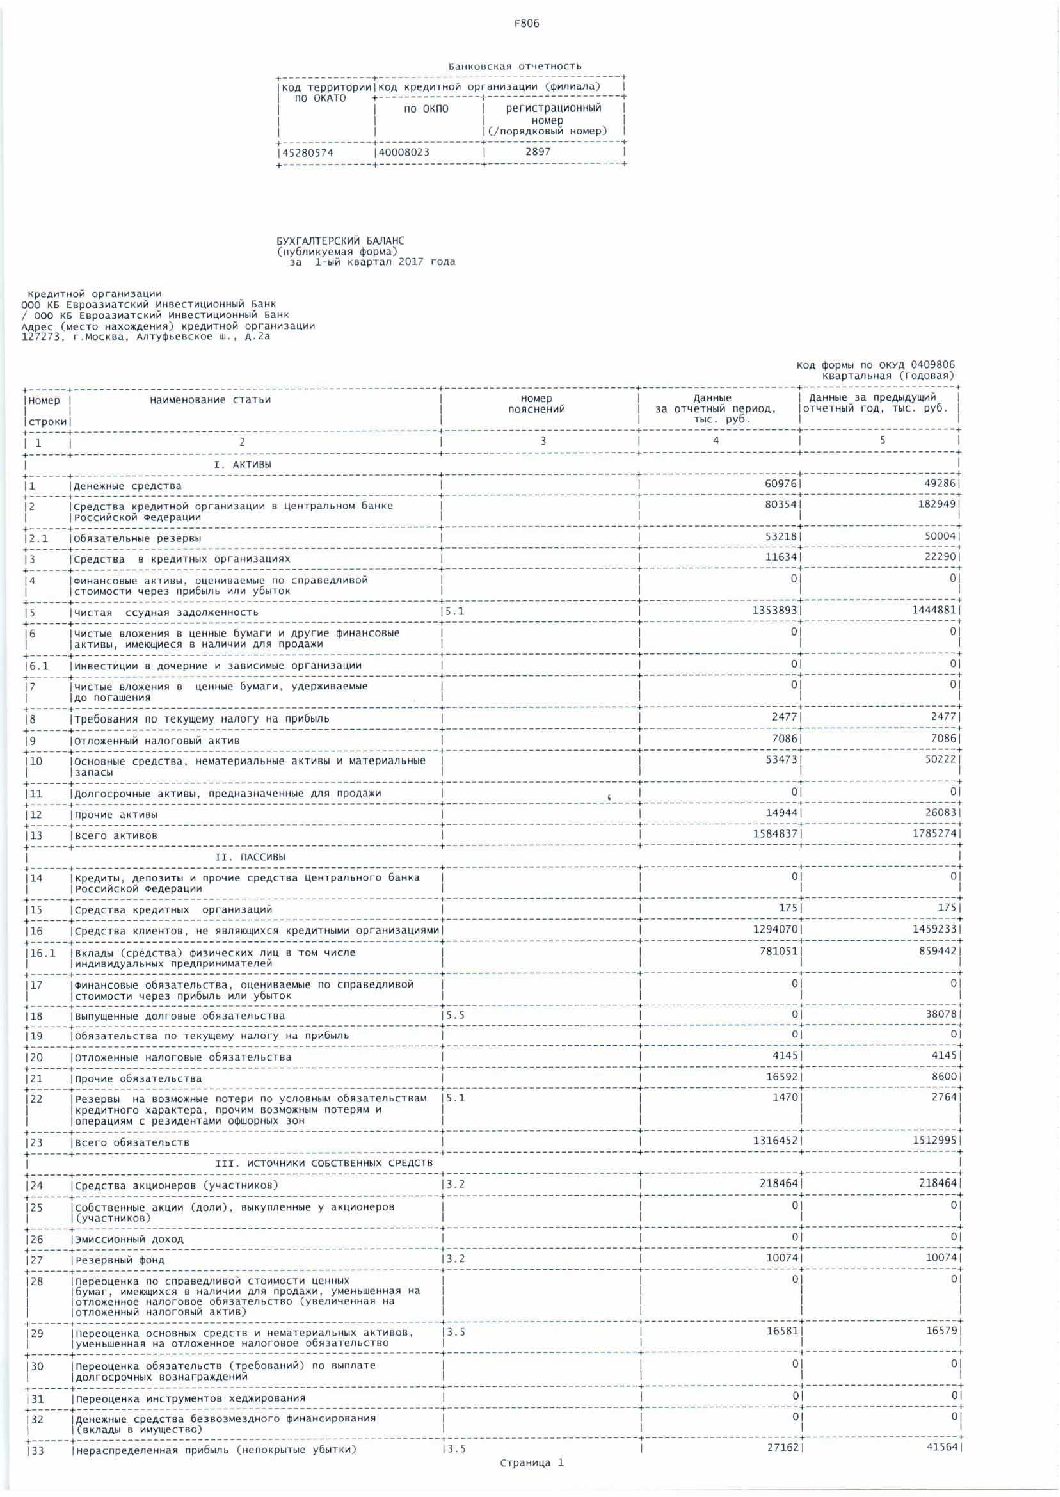 F806
Банковская отчетность
Код территории код кредитной организации (филиала)
по ОКАТО
по ОКПО регистрационный
номер
(/порядковый номер)
45280574 40008023 2897
БУХГАЛТЕРСКИЙ БАЛАНС
(публикуемая форма)
за 1-ый квартал 2017 года
Кредитной организации
ООО КБ Евроазиатский Инвестиционный Банк
/ ООО КБ Евроазиатский Инвестиционный Банк
Адрес (место нахождения) кредитной организации
127273, г.Москва, Алтуфьевское ш., д.2а
Код формы по ОКУД 0409806
Квартальная (Годовая)
Номер Наименование статьи Номер Данные Данные за предыдущий
пояснений за отчетный период, отчетный год, тыс. руб.
строки тыс. руб.
1 2 3 4 5
I. АКТИВЫ
1 Денежные средства 60976 49286
2 Средства кредитной организации в Центральном банке 80354 182949
Российской Федерации
2.1 Обязательные резервы 53218 50004
3 Средства в кредитных организациях 11634 22290
4 Финансовые активы, оцениваемые по справедливой 0 0
стоимости через прибыль или убыток
5 Чистая ссудная задолженность 5.1 1353893 1444881
6 Чистые вложения в ценные бумаги и другие финансовые 0 0
активы, имеющиеся в наличии для продажи
6.1 Инвестиции в дочерние и зависимые организации 0 0
7 Чистые вложения в ценные бумаги, удерживаемые 0 0
до погашения
8 Требования по текущему налогу на прибыль 2477 2477
9 Отложенный налоговый актив 7086 7086
10 Основные средства, нематериальные активы и материальные 53473 50222
запасы
11 Долгосрочные активы, предназначенные для продажи 0 0
12 Прочие активы 14944 26083
13 Всего активов 1584837 1785274
II. ПАССИВЫ
14 Кредиты, депозиты и прочие средства Центрального банка 0 0
Российской Федерации
15 Средства кредитных организаций 175 175
16 Средства клиентов, не являющихся кредитными организациями 1294070 1459233
16.1 Вклады (средства) физических лиц в том числе 781051 859442
индивидуальных предпринимателей
17 Финансовые обязательства, оцениваемые по справедливой 0 0
стоимости через прибыль или убыток
18 Выпущенные долговые обязательства 5.5 0 38078
19 Обязательства по текущему налогу на прибыль 0 0
20 Отложенные налоговые обязательства 4145 4145
21 Прочие обязательства 16592 8600
22 Резервы на возможные потери по условным обязательствам 5.1 1470 2764
кредитного характера, прочим возможным потерям и
операциям с резидентами офшорных зон
23 Всего обязательств 1316452 1512995
III. ИСТОЧНИКИ СОБСТВЕННЫХ СРЕДСТВ
24 Средства акционеров (участников) 3.2 218464 218464
25 Собственные акции (доли), выкупленные у акционеров 0 0
(участников)
26 Эмиссионный доход 0 0
27 Резервный фонд 3.2 10074 10074
28 Переоценка по справедливой стоимости ценных 0 0
бумаг, имеющихся в наличии для продажи, уменьшенная на
отложенное налоговое обязательство (увеличенная на
отложенный налоговый актив)
29 Переоценка основных средств и нематериальных активов, 3.5 16581 16579
уменьшенная на отложенное налоговое обязательство
30 Переоценка обязательств (требований) по выплате 0 0
долгосрочных вознаграждений
31 Переоценка инструментов хеджирования 0 0
32 Денежные средства безвозмездного финансирования 0 0
(вклады в имущество)
33 Нераспределенная прибыль (непокрытые убытки) 3.5 27162 41564
Страница 1